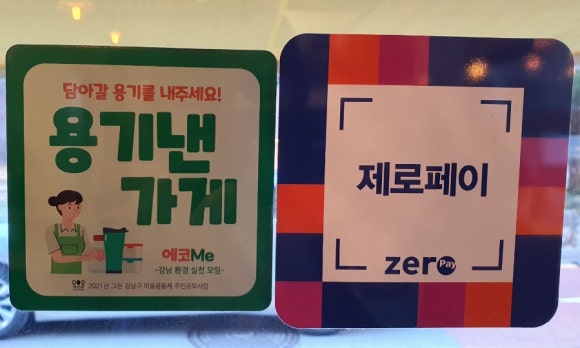 담아갈 용기를 내주세요!
용기낸
가게
에코Me
-강남 환경 실천 모임-
2021년 그린 강남구 마을공동체 주민공모사업
제로페이
zero Pay